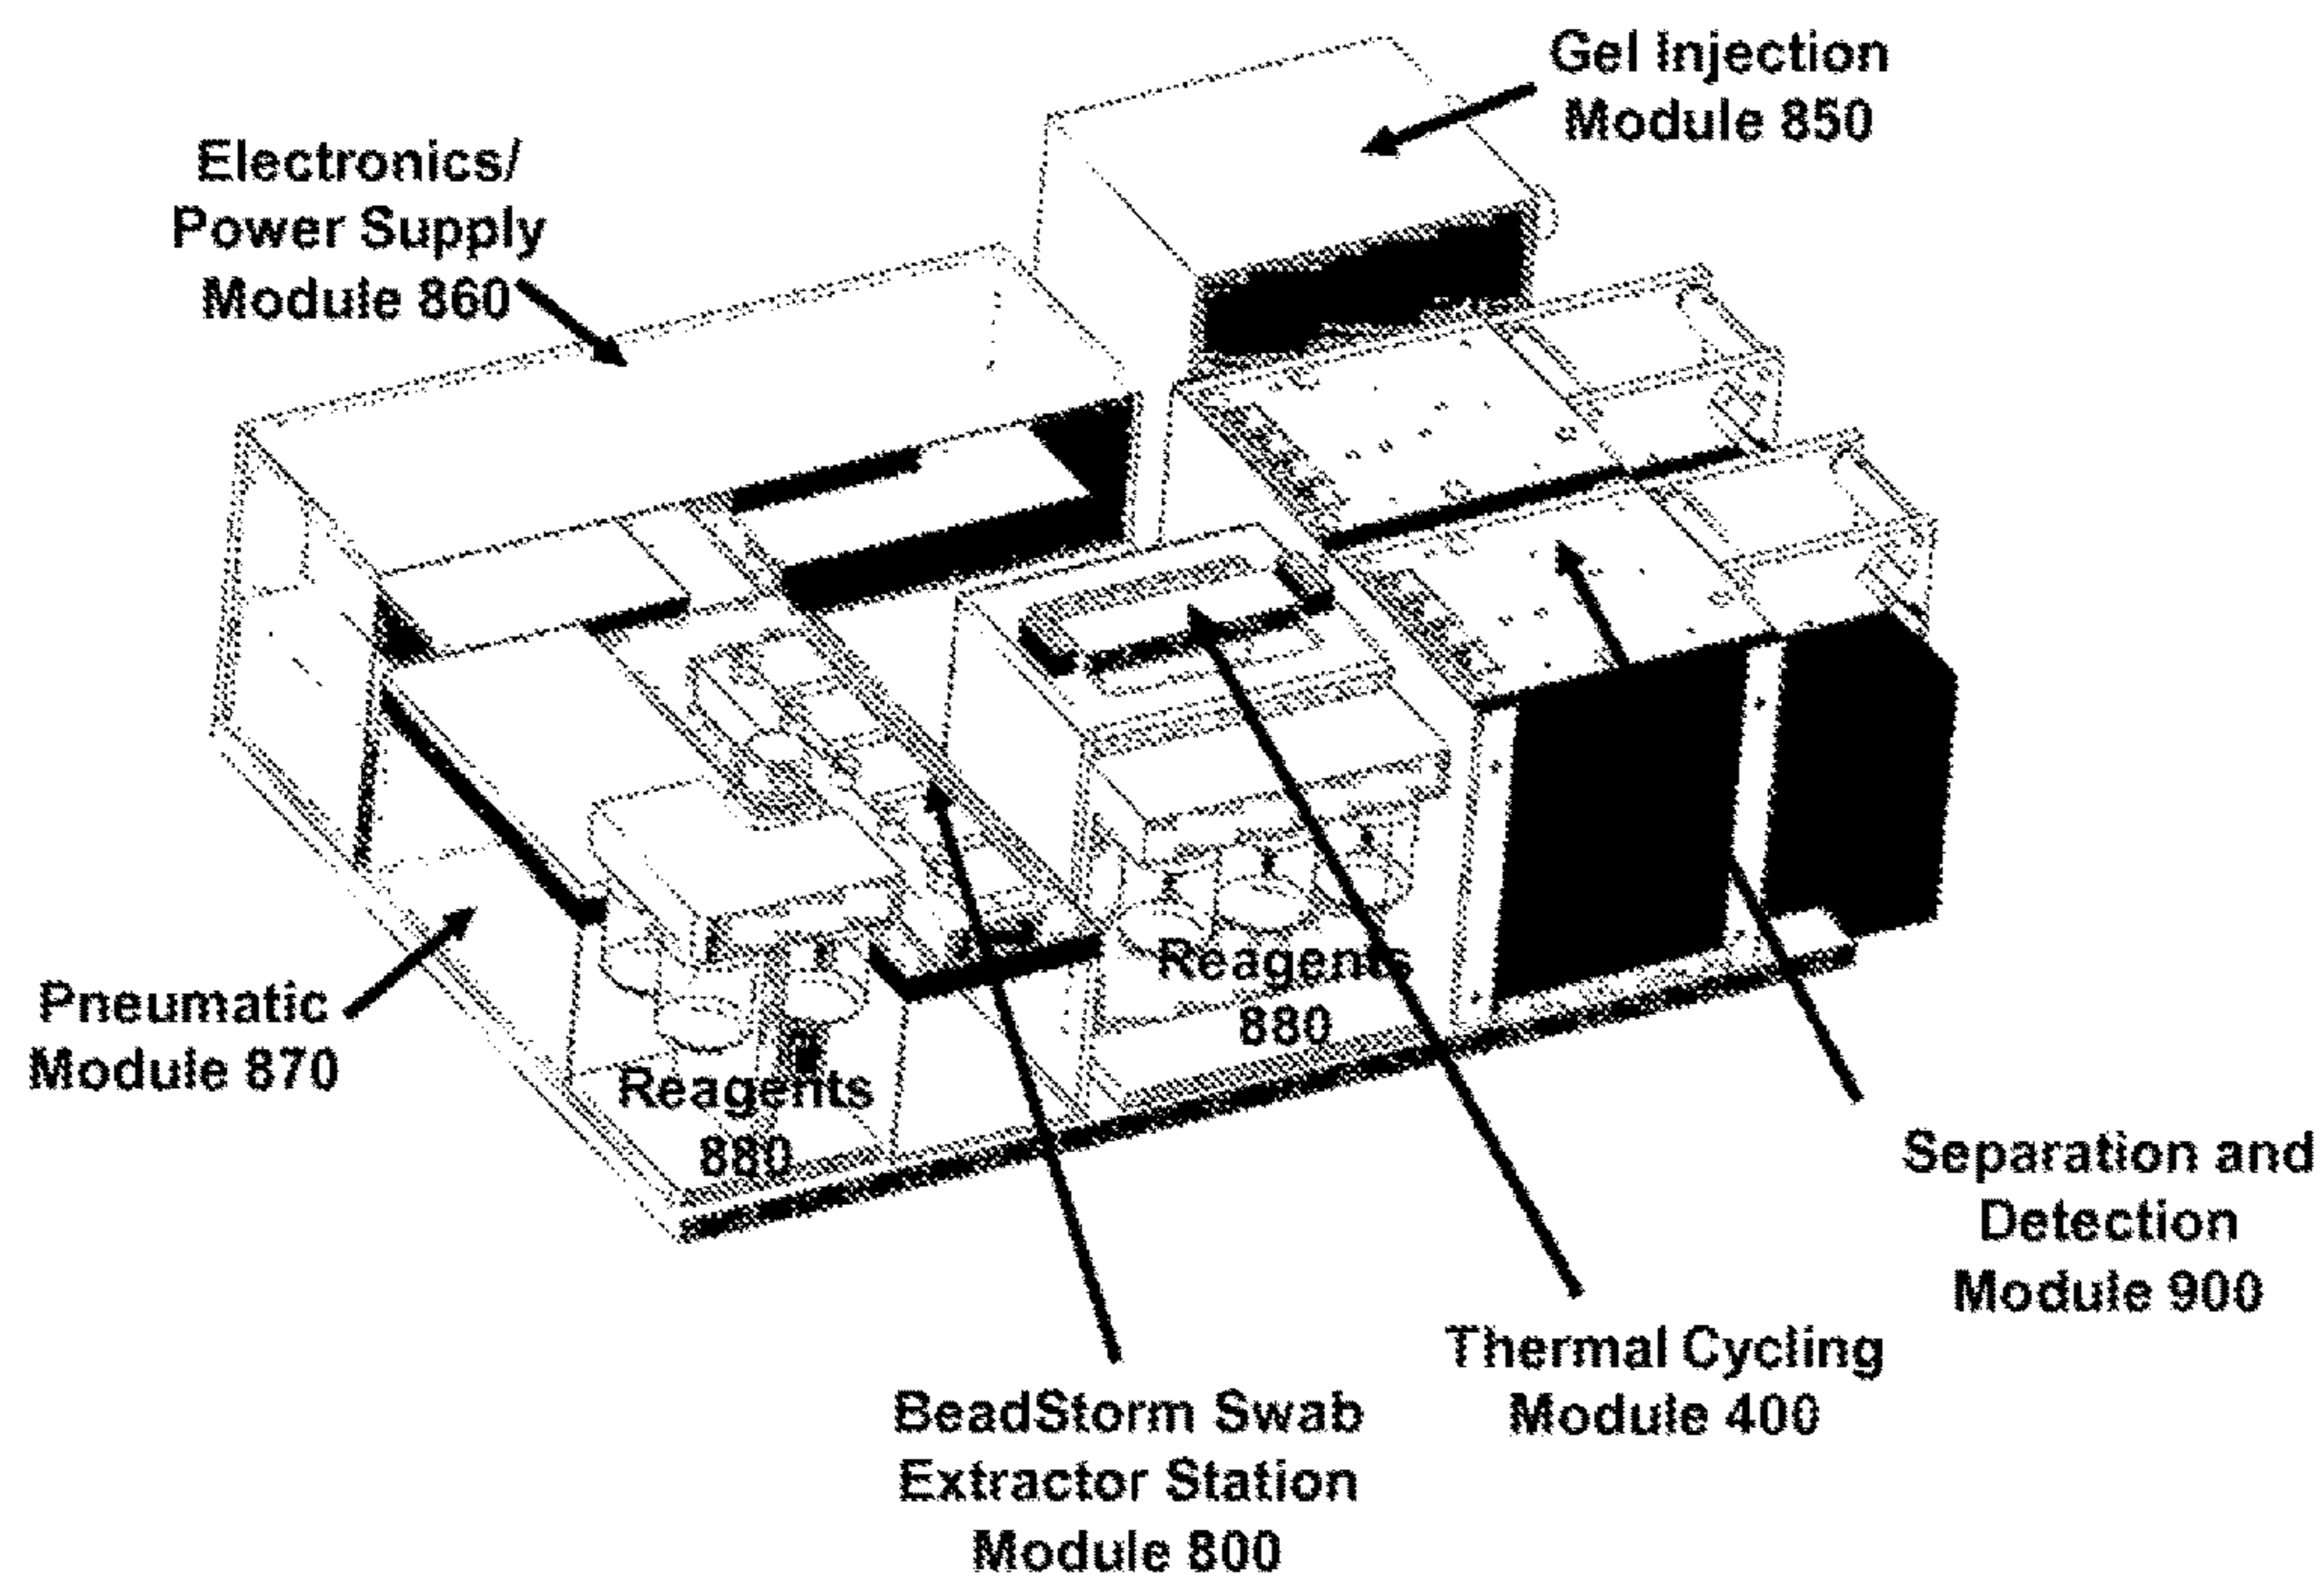 Gel Injection
Module 850
Electronics/
Power Supply
Module 860
Pneumatic
Module 870
Reagents
880
Reagents
880
Separation and
Detection
Module 900
Thermal Cycling
Module 400
BeadStorm Swab
Extractor Station
Module 800